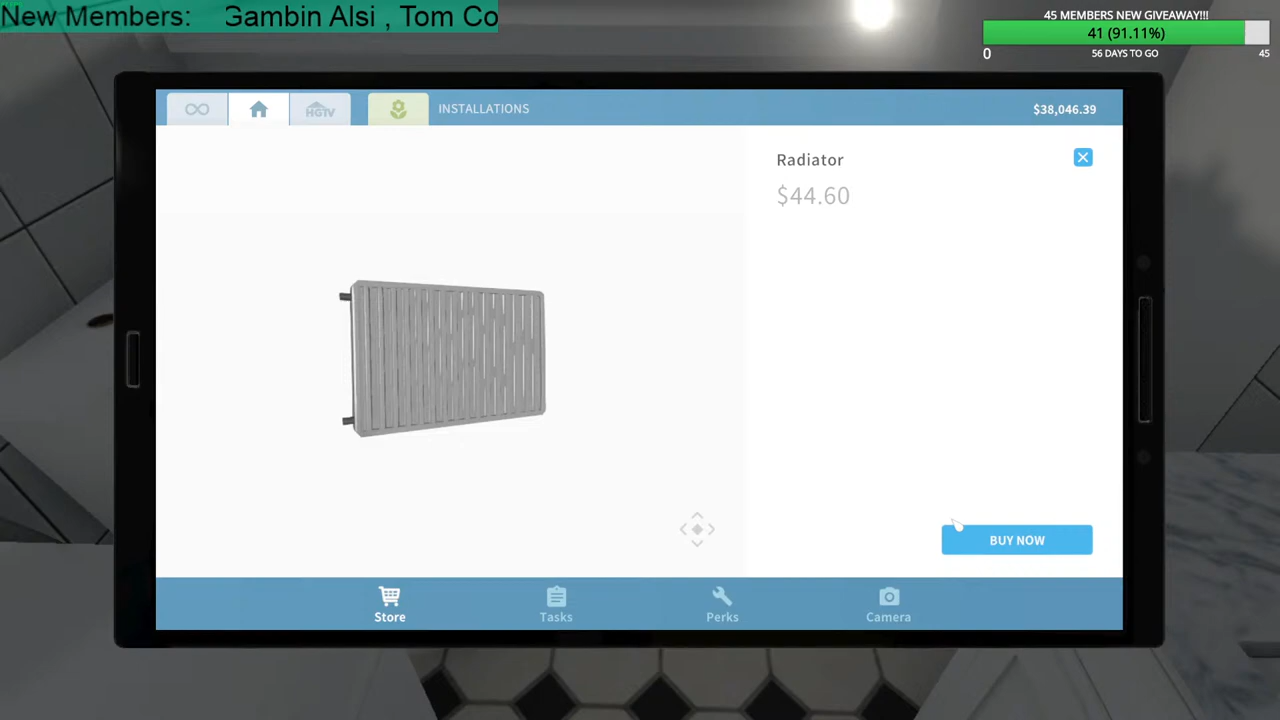 New Members: Gambin Alsi , Tom Co
45 MEMBERS NEW GIVEAWAY!!!
41 (91.11%)
0
56 DAYS TO GO
45
HGTV
INSTALLATIONS
$38,046.39
Radiator
$44.60
BUY NOW
Store
Tasks
Perks
Camera